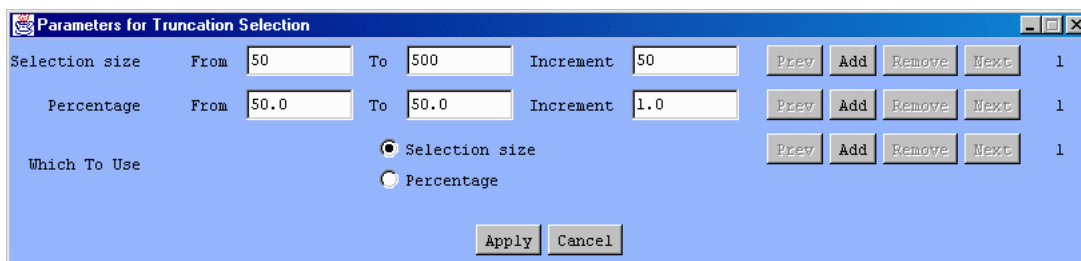 Parameters for Truncation Selection
Selection size From 50 To 500 Increment 50 Prev Add Remove Next 1
Percentage From 50.0 To 50.0 Increment 1.0 Prev Add Remove Next 1
Which To Use Selection size Prev Add Remove Next 1
Percentage
Apply Cancel